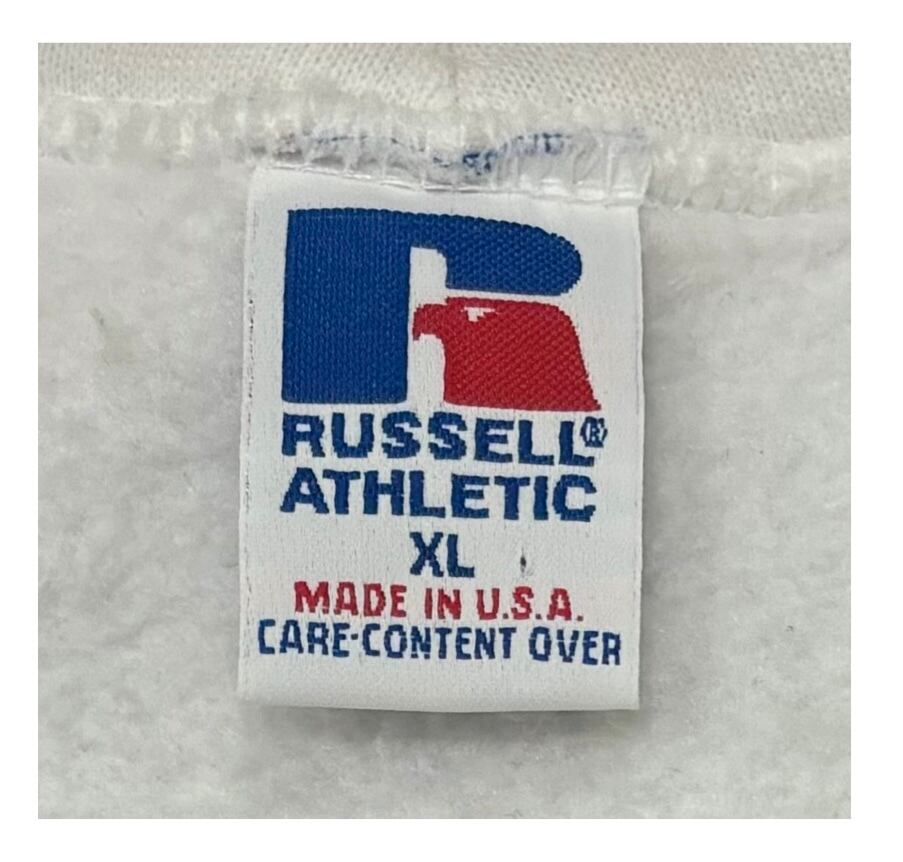 RUSSELL®
ATHLETIC
XL
MADE IN U.S.A.
CARE-CONTENT OVER